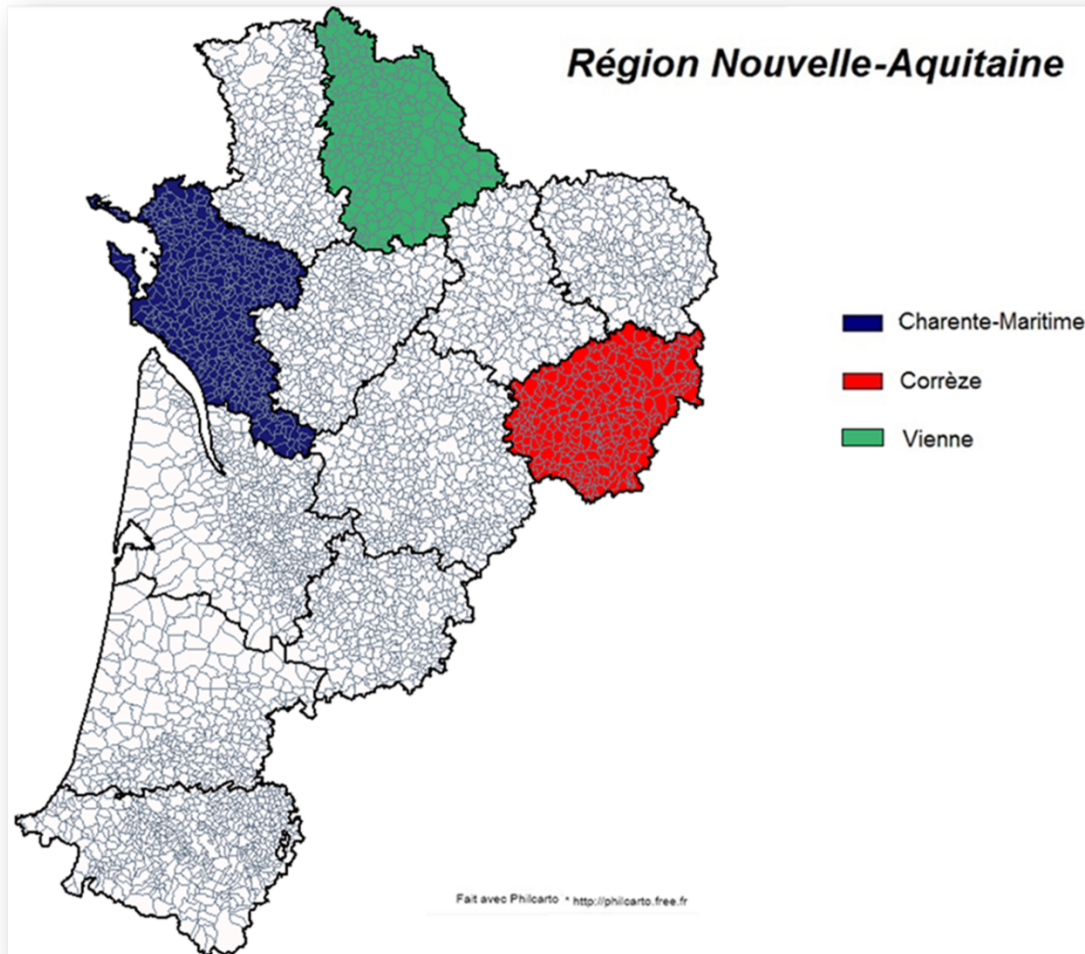 Région Nouvelle-Aquitaine
Charente-Maritime
Corrèze
Vienne
Fait avec Philcarto * http://philcarto.free.fr